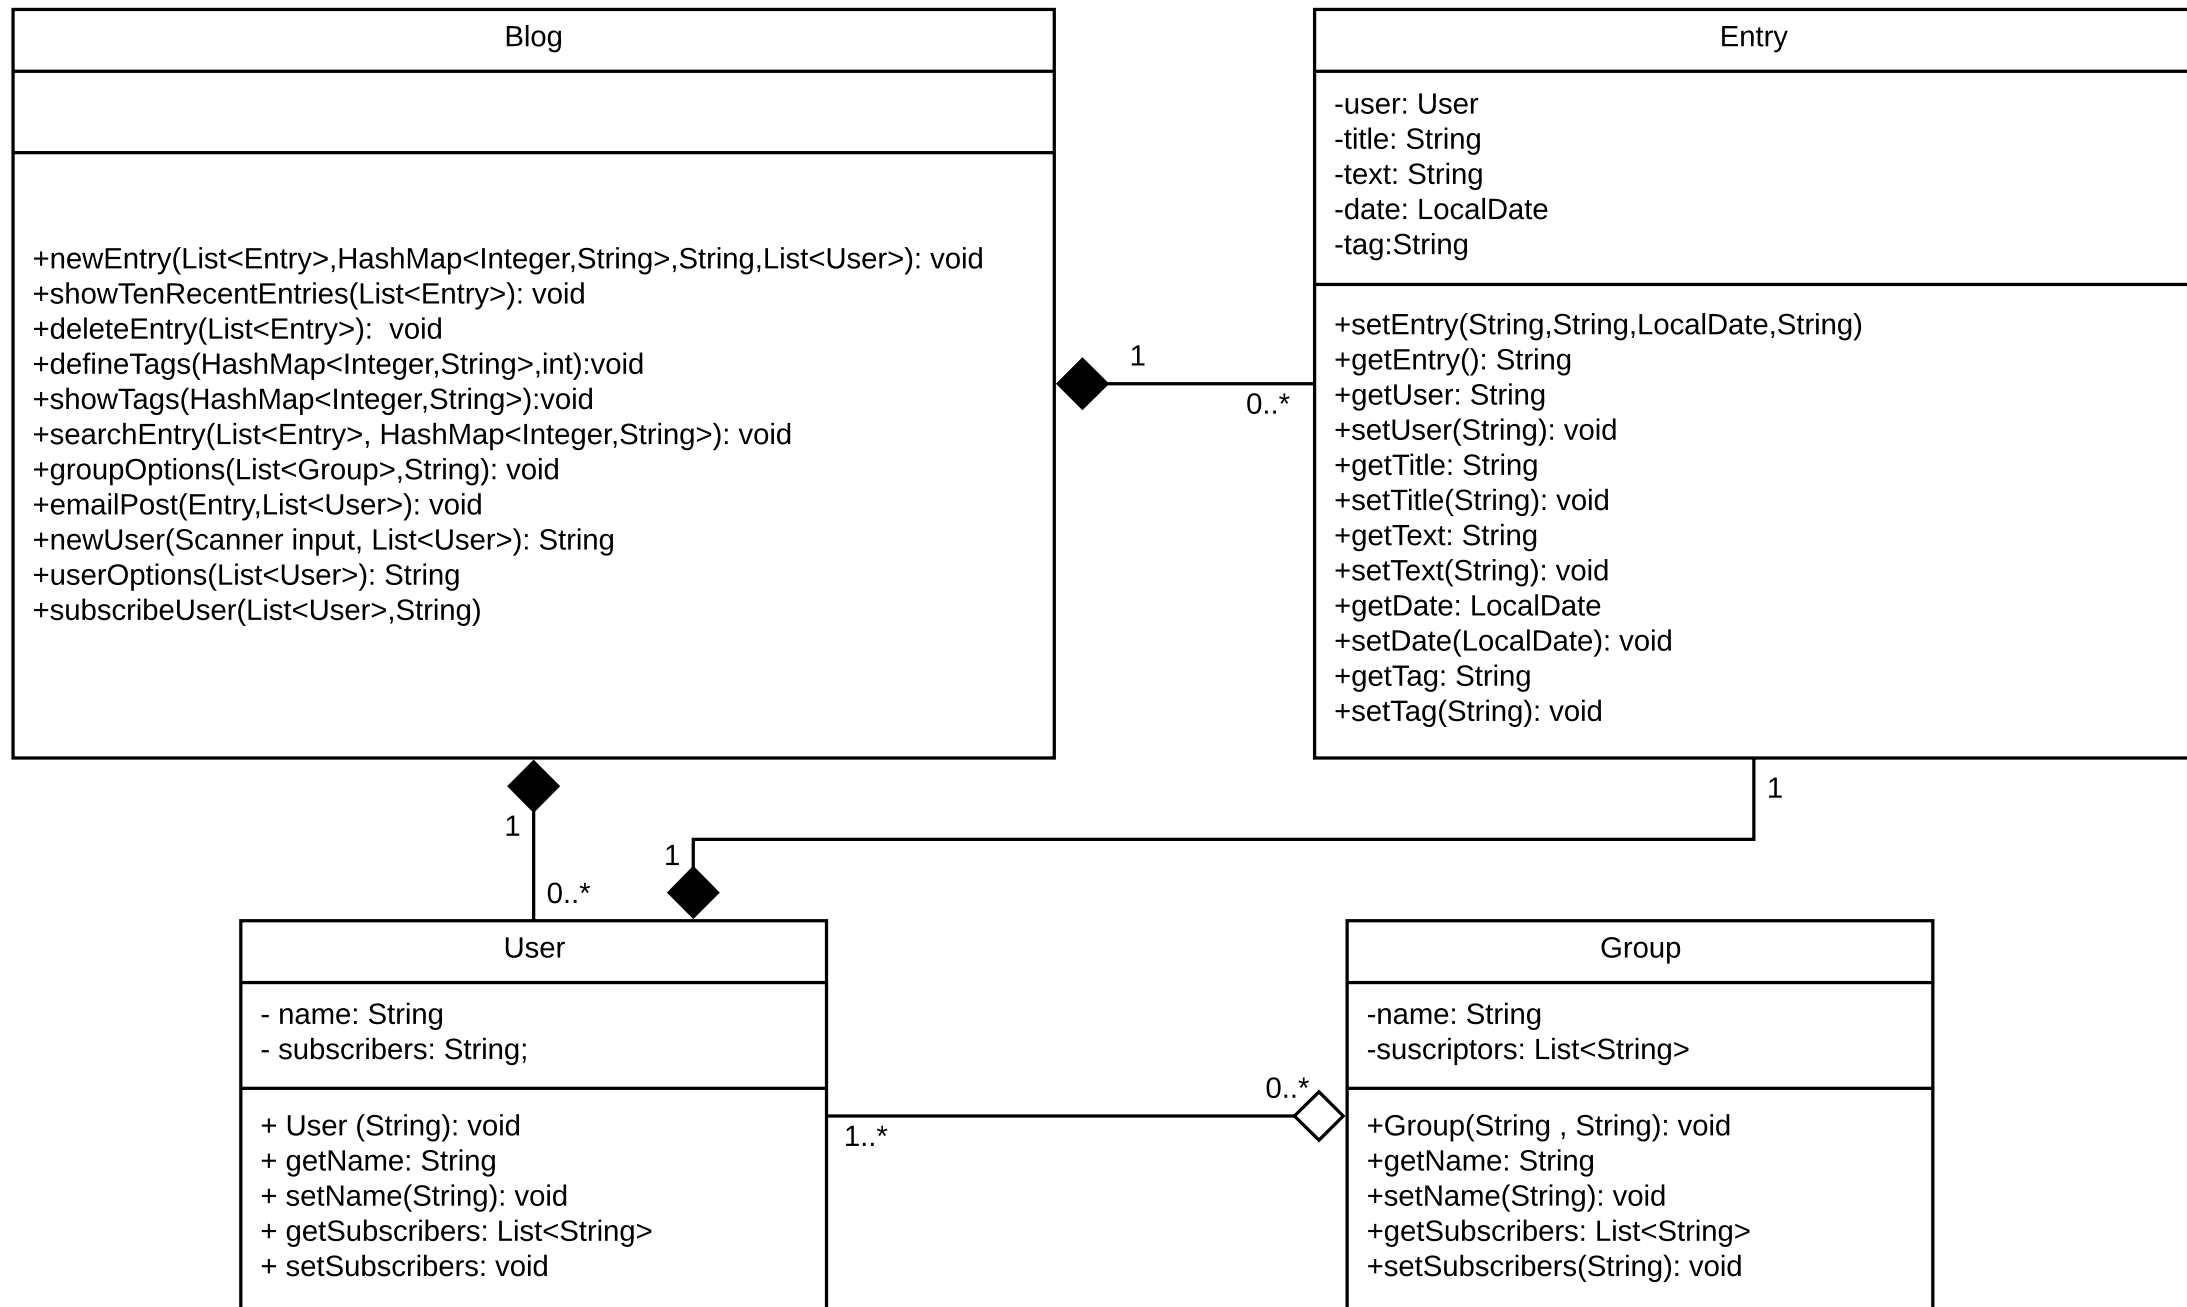 Blog
+newEntry(List<Entry>,HashMap<Integer,String>,String,List<User>): void
+showTenRecentEntries(List<Entry>): void
+deleteEntry(List<Entry>):  void
+defineTags(HashMap<Integer,String>,int):void
+showTags(HashMap<Integer,String>):void
+searchEntry(List<Entry>, HashMap<Integer,String>): void
+groupOptions(List<Group>,String): void
+emailPost(Entry,List<User>): void
+newUser(Scanner input, List<User>): String
+userOptions(List<User>): String
+subscribeUser(List<User>,String)
1
0..*
Entry
-user: User
-title: String
-text: String
-date: LocalDate
-tag:String
+setEntry(String,String,LocalDate,String)
+getEntry(): String
+getUser: String
+setUser(String): void
+getTitle: String
+setTitle(String): void
+getText: String
+setText(String): void
+getDate: LocalDate
+setDate(LocalDate): void
+getTag: String
+setTag(String): void
1
1
1
0..*
User
- name: String
- subscribers: String;
+ User (String): void
+ getName: String
+ setName(String): void
+ getSubscribers: List<String>
+ setSubscribers: void
0..*
1..*
Group
-name: String
-suscriptors: List<String>
+Group(String , String): void
+getName: String
+setName(String): void
+getSubscribers: List<String>
+setSubscribers(String): void